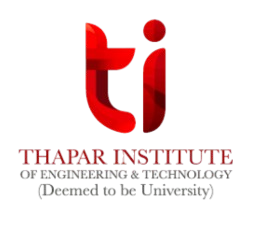 ti
THAPAR INSTITUTE
OF ENGINEERING & TECHNOLOGY
(Deemed to be University)